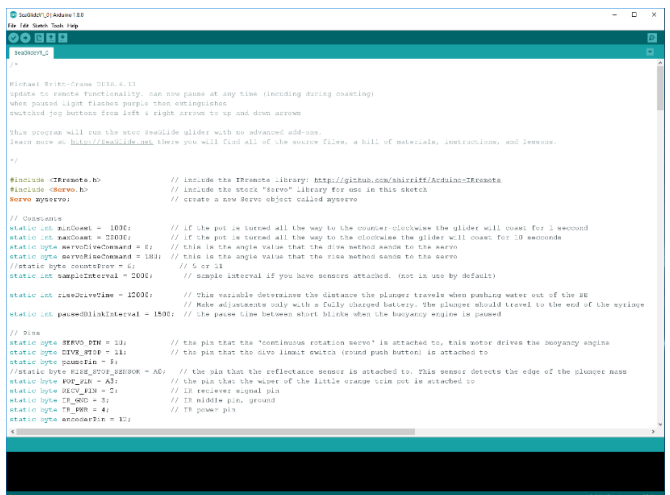 SeaGlideV1_0 | Arduino 1.8.0
File Edit Sketch Tools Help
SeaGlideV1_0
/*
Michael Britt-Crane 2016.6.13
update to remote functionality. can now pause at any time (incuding during coasting)
when paused light flashes purple then extinguishes
switched jog buttons from left & right arrows to up and down arrows
This program will run the stoc SeaGlide glider with no advanced add-ons.
learn more at http://SeaGlide.net there you will find all of the source files, a bill of materials, instructions, and lessons.
*/
#include <IRremote.h> // include the IRremote library: http://github.com/shirriff/Arduino-IRremote
#include <Servo.h> // include the stock "Servo" library for use in this sketch
Servo myservo; // create a new Servo object called myservo
// Constants
static int minCoast = 1000; // if the pot is turned all the way to the counter-clockwise the glider will coast for 1 seccond
static int maxCoast = // if the pot is turned all the way to the clockwise the glider will coast for 10 secconds
static byte servoDiveCommand = 0; // this is the angle value that the dive method sends to the servo
static byte servoRiseCommand = 180; // this is the angle value that the rise method sends to the servo
//static byte countsPrev = 6; // 5 or 11
static int sampleInterval = 2000; // sample interval if you have sensors attached. (not in use by default)
static int riseDriveTime = 12000; // This variable determines the distance the plunger travels when pushing water out of the BE
// Make adjustments only with a fully charged battery. The plunger should travel to the end of the syringe
static int pausedBlinkInterval = 1500; // the pause time between short blinks when the buoyancy engine is paused
// Pins
static byte SERVO_PIN = 10; // the pin that the "continuous rotation servo" is attached to, this motor drives the buoyancy engine
static byte DIVE_STOP = 11; // the pin that the dive limmit switch (round push button) is attached to
static byte pausePin = 9;
//static byte RISE_STOP_SENSOR = A0; // the pin that the reflectance sensor is attached to. This sensor detects the edge of the plunger mass
static byte POT_PIN = A3; // the pin that the wiper of the little orange trim pot is attached to
static byte RECV_PIN = 2; // IR reciever signal pin
static byte IR_GND = 3; // IR middle pin, ground
static byte IR_PWR = 4; // IR power pin
static byte encoderPin = 12;